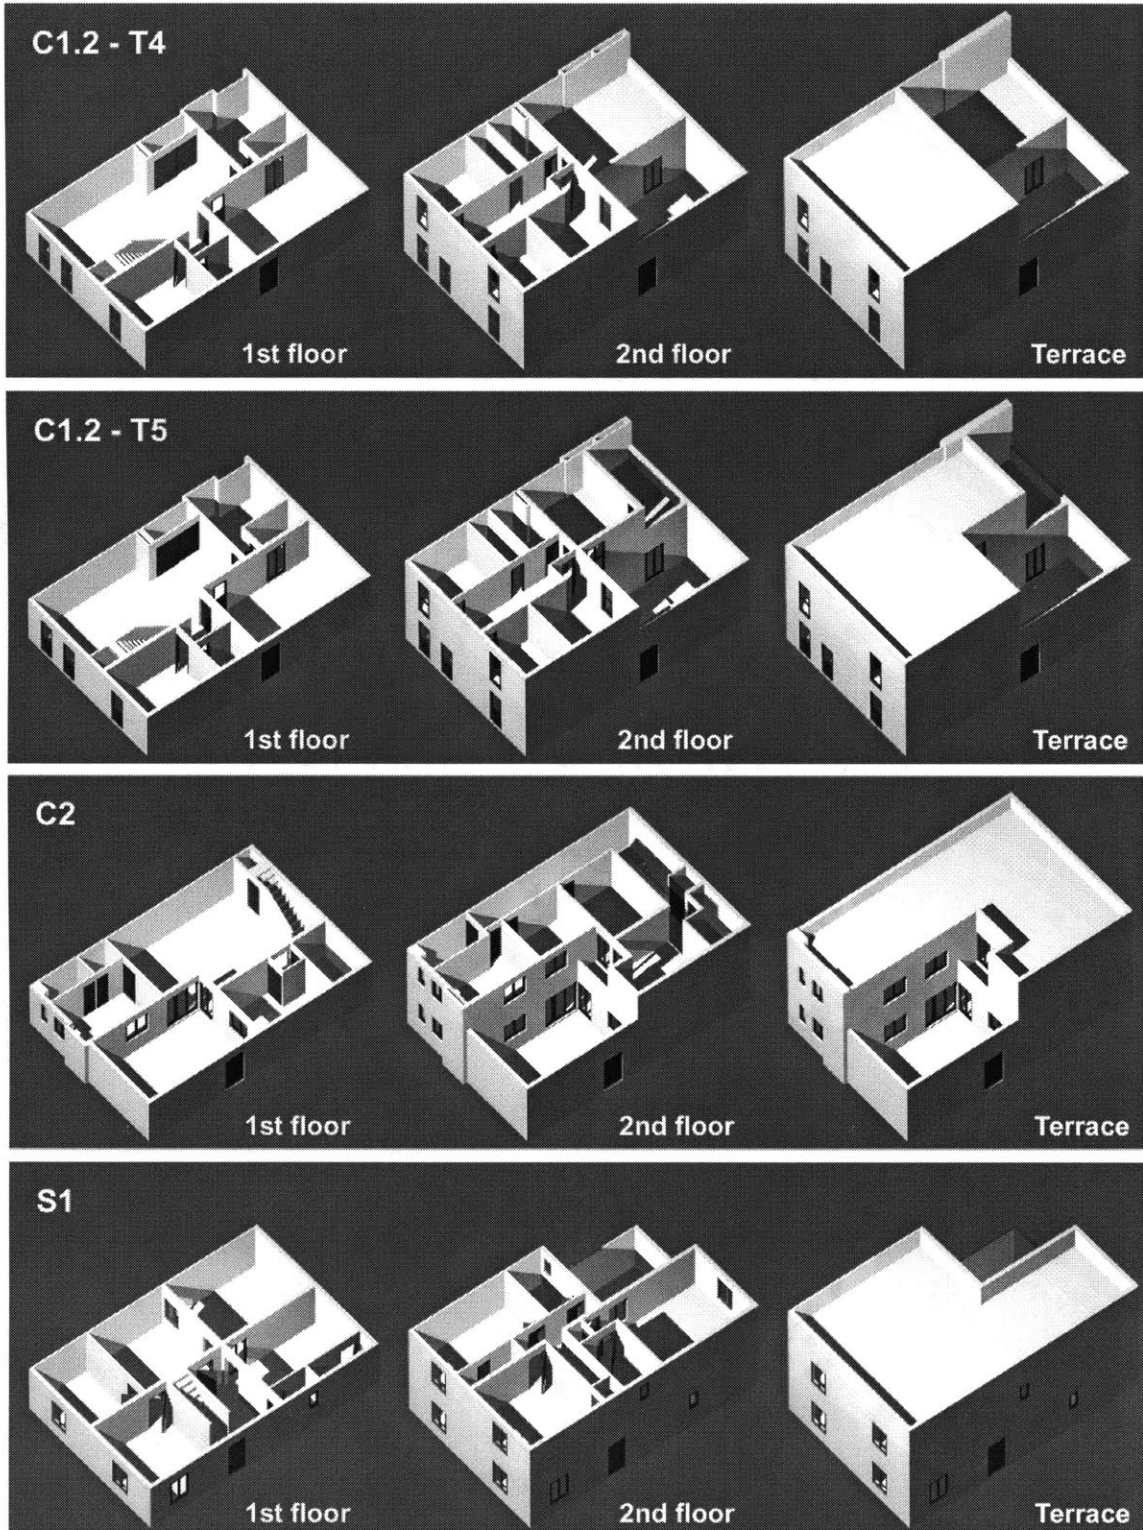 C1.2 - T4
1st floor
2nd floor
Terrace
C1.2 - T5
1st floor
2nd floor
Terrace
C2
1st floor
2nd floor
Terrace
S1
1st floor
2nd floor
Terrace